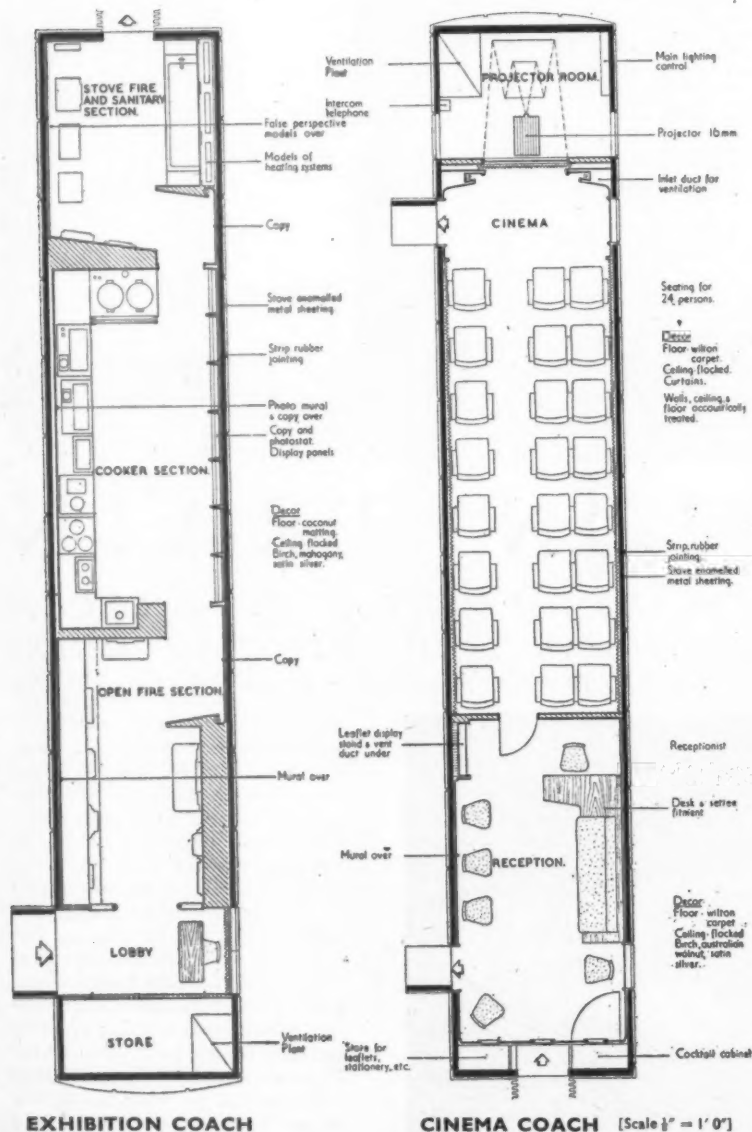 STOVE FIRE
AND SANITARY
SECTION.
False perspective
models over
Models of
heating systems
Copy
Stove enamelled
metal sheeting.
Strip rubber
jointing.
Photo mural
& copy over
Copy and
photostat.
Display panels
COOKER SECTION.
Decor
Floor-coconut
matting.
Ceiling flocked
Birch, mahogany,
satin silver.
Copy
OPEN FIRE SECTION.
Mural over
LOBBY
STORE
Ventilation
Plant
EXHIBITION COACH
Ventilation
Plant
PROJECTOR ROOM.
Main lighting
control
Intercom
telephone
Projector 16mm
Inlet duct for
ventilation
CINEMA
Seating for
24 persons.
Decor
Floor-wilton
carpet.
Ceiling-flocked.
Curtains.
Walls, ceiling, &
floor accoustically
treated.
Strip, rubber
jointing
Stove enamelled
metal sheeting.
Leaflet display
stand & vent
duct under
Receptionist
Desk & settee
fitment
Mural over
RECEPTION.
Decor
Floor-wilton
carpet
Ceiling-flocked
Birch, australian
walnut, satin
silver.
Store for
leaflets,
stationery, etc.
Cocktail cabinet
CINEMA COACH [Scale ⅛" = 1' 0"]